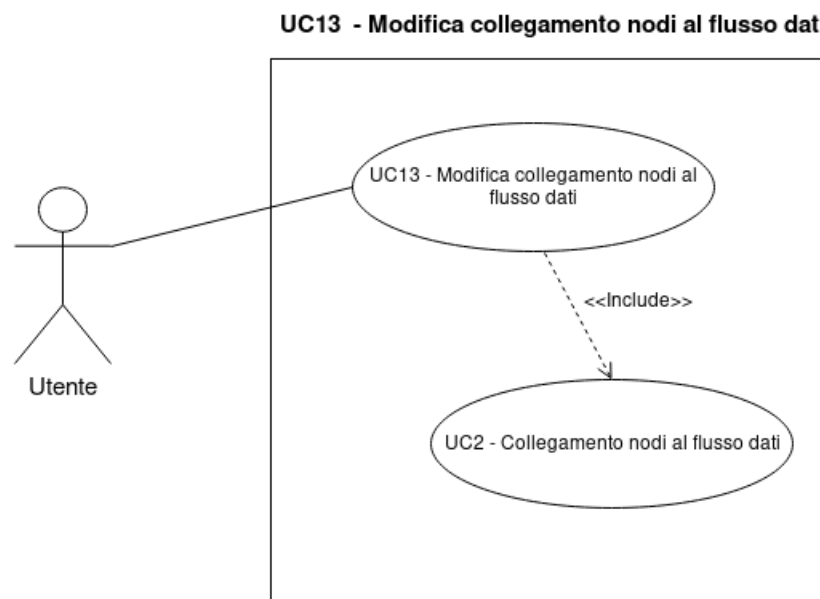 UC13 - Modifica collegamento nodi al flusso dat
UC13 - Modifica collegamento nodi al
flusso dati
<<Include>>
Utente
UC2 - Collegamento nodi al flusso dati